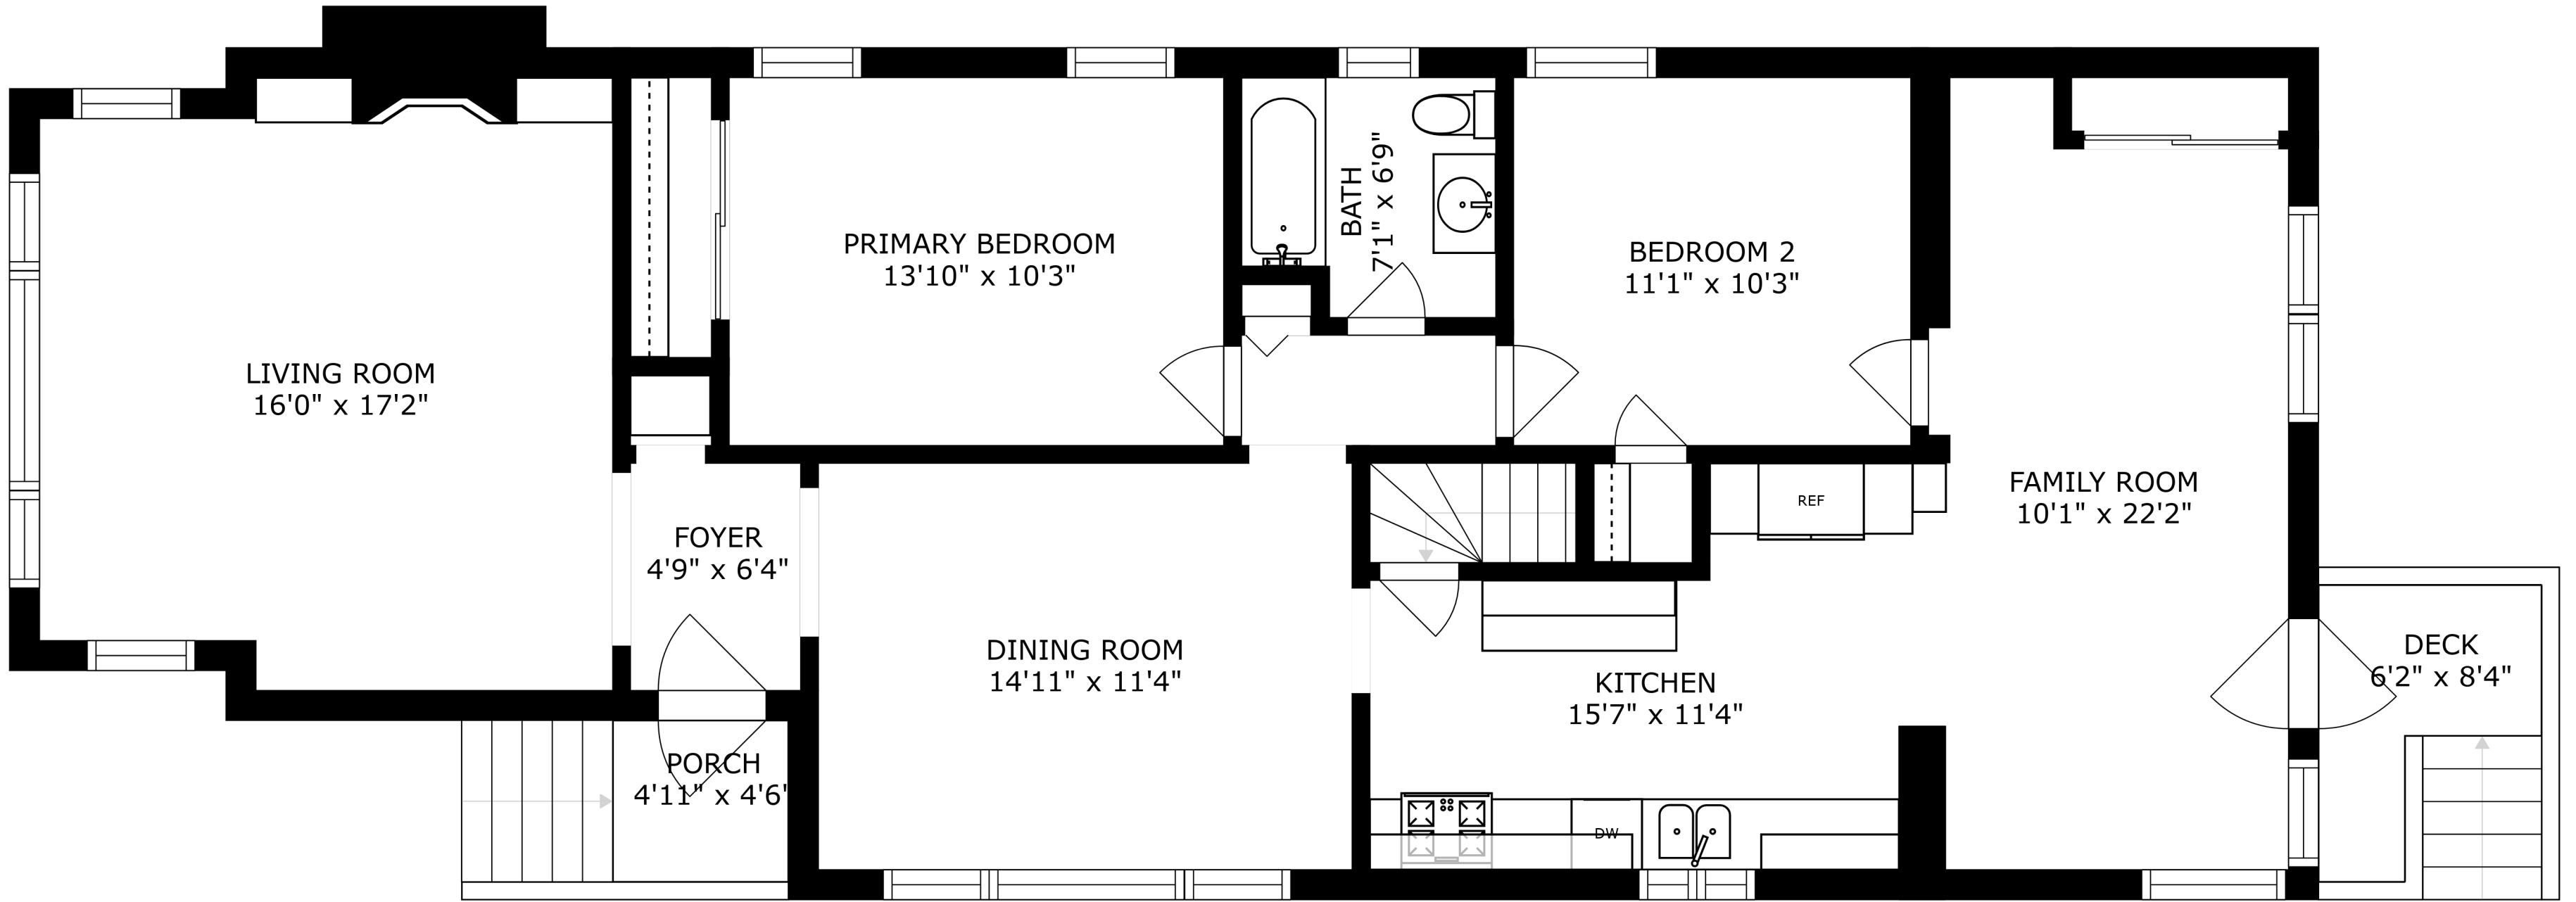 PRIMARY BEDROOM
13'10" x 10'3"
BATH
7'1" x 6'9"
BEDROOM 2
11'1" x 10'3"
LIVING ROOM
16'0" x 17'2"
FOYER
4'9" x 6'4"
REF
FAMILY ROOM
10'1" x 22'2"
DINING ROOM
14'11" x 11'4"
KITCHEN
15'7" x 11'4"
DECK
6'2" x 8'4"
PORCH
4'11" x 4'6'
DW